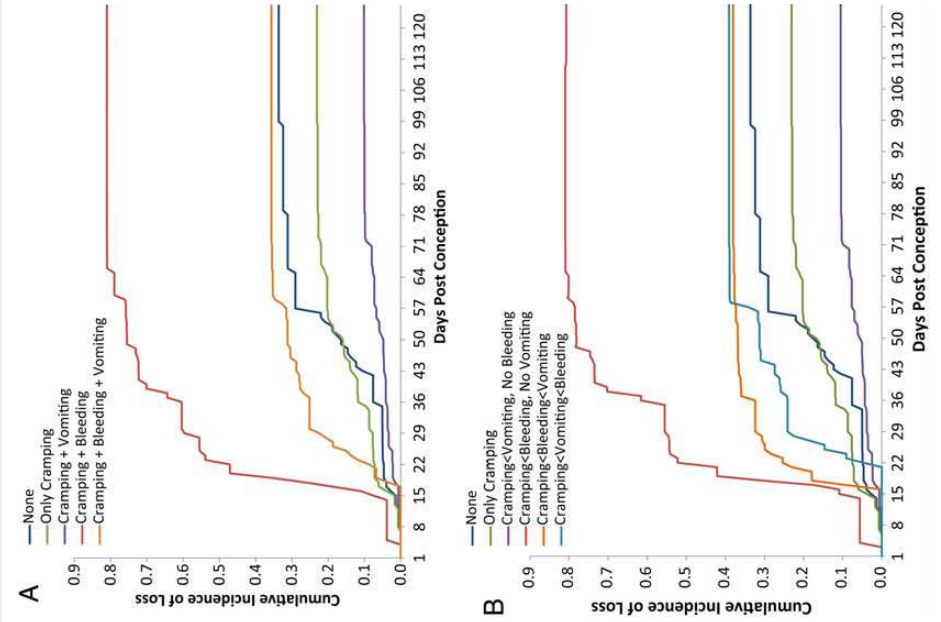 A
None
Only Cramping
Cramping + Vomiting
Cramping + Bleeding
Cramping + Bleeding + Vomiting
Cumulative Incidence of Loss
0.9
0.8
0.7
0.6
0.5
0.4
0.3
0.2
0.1
0.0
1 8 15 22 29 36 43 50 57 64 71 78 85 92 99 106 113 120
Days Post Conception
B
None
Only Cramping
Cramping<Vomiting, No Bleeding
Cramping<Bleeding, No Vomiting
Cramping<Bleeding<Vomiting
Cramping<Vomiting<Bleeding
Cumulative Incidence of Loss
0.9
0.8
0.7
0.6
0.5
0.4
0.3
0.2
0.1
0.0
1 8 15 22 29 36 43 50 57 64 71 78 85 92 99 106 113 120
Days Post Conception